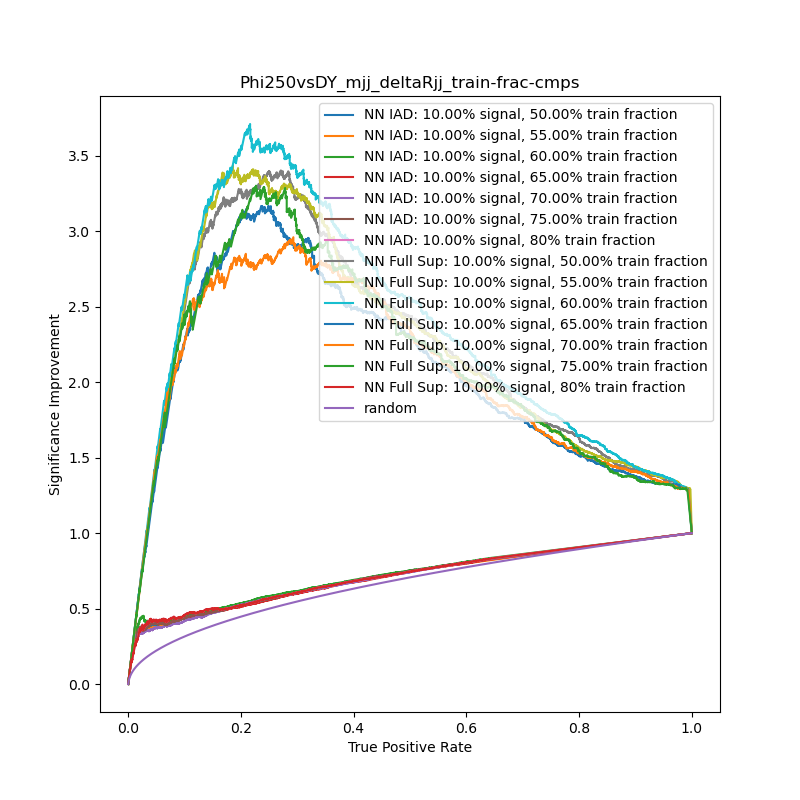 Phi250vsDY_mjj_deltaRjj_train-frac-cmps
NN IAD: 10.00% signal, 50.00% train fraction
NN IAD: 10.00% signal, 55.00% train fraction
NN IAD: 10.00% signal, 60.00% train fraction
NN IAD: 10.00% signal, 65.00% train fraction
NN IAD: 10.00% signal, 70.00% train fraction
NN IAD: 10.00% signal, 75.00% train fraction
NN IAD: 10.00% signal, 80% train fraction
NN Full Sup: 10.00% signal, 50.00% train fraction
NN Full Sup: 10.00% signal, 55.00% train fraction
NN Full Sup: 10.00% signal, 60.00% train fraction
NN Full Sup: 10.00% signal, 65.00% train fraction
NN Full Sup: 10.00% signal, 70.00% train fraction
NN Full Sup: 10.00% signal, 75.00% train fraction
NN Full Sup: 10.00% signal, 80% train fraction
random
Significance Improvement
3.5
3.0
2.5
2.0
1.5
1.0
0.5
0.0
0.0 0.2 0.4 0.6 0.8 1.0
True Positive Rate